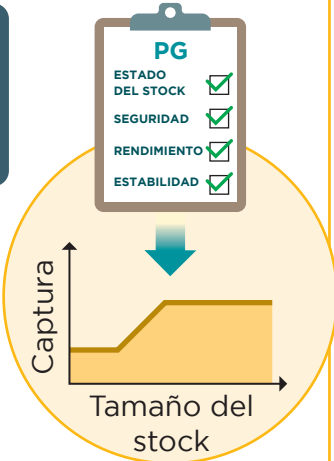 PG
ESTADO
DEL STOCK
SEGURIDAD
RENDIMIENTO
ESTABILIDAD
Captura
Tamaño del
stock